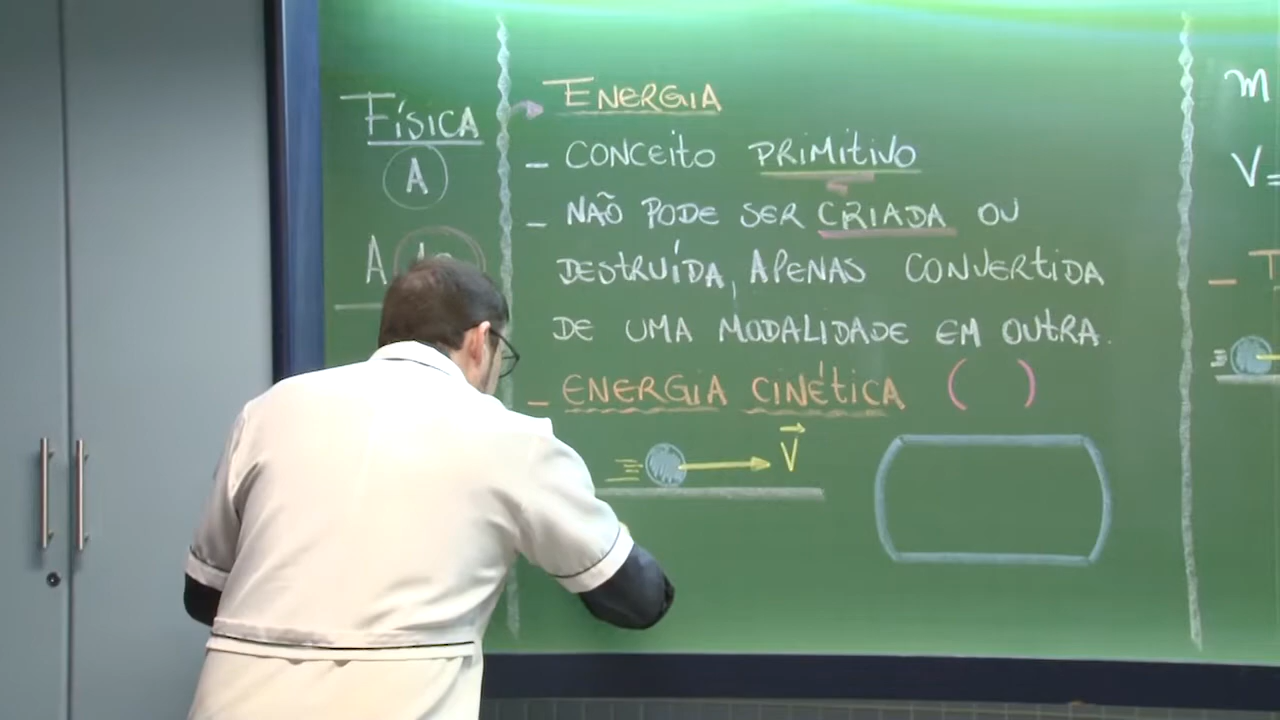 FÍSICA
A
A
ENERGIA
- CONCEITO PRIMITIVO
- NÃO PODE SER CRIADA OU
DESTRUÍDA, APENAS CONVERTIDA
DE UMA MODALIDADE EM OUTRA.
- ENERGIA CINÉTICA ( )
V
m
V =
- T